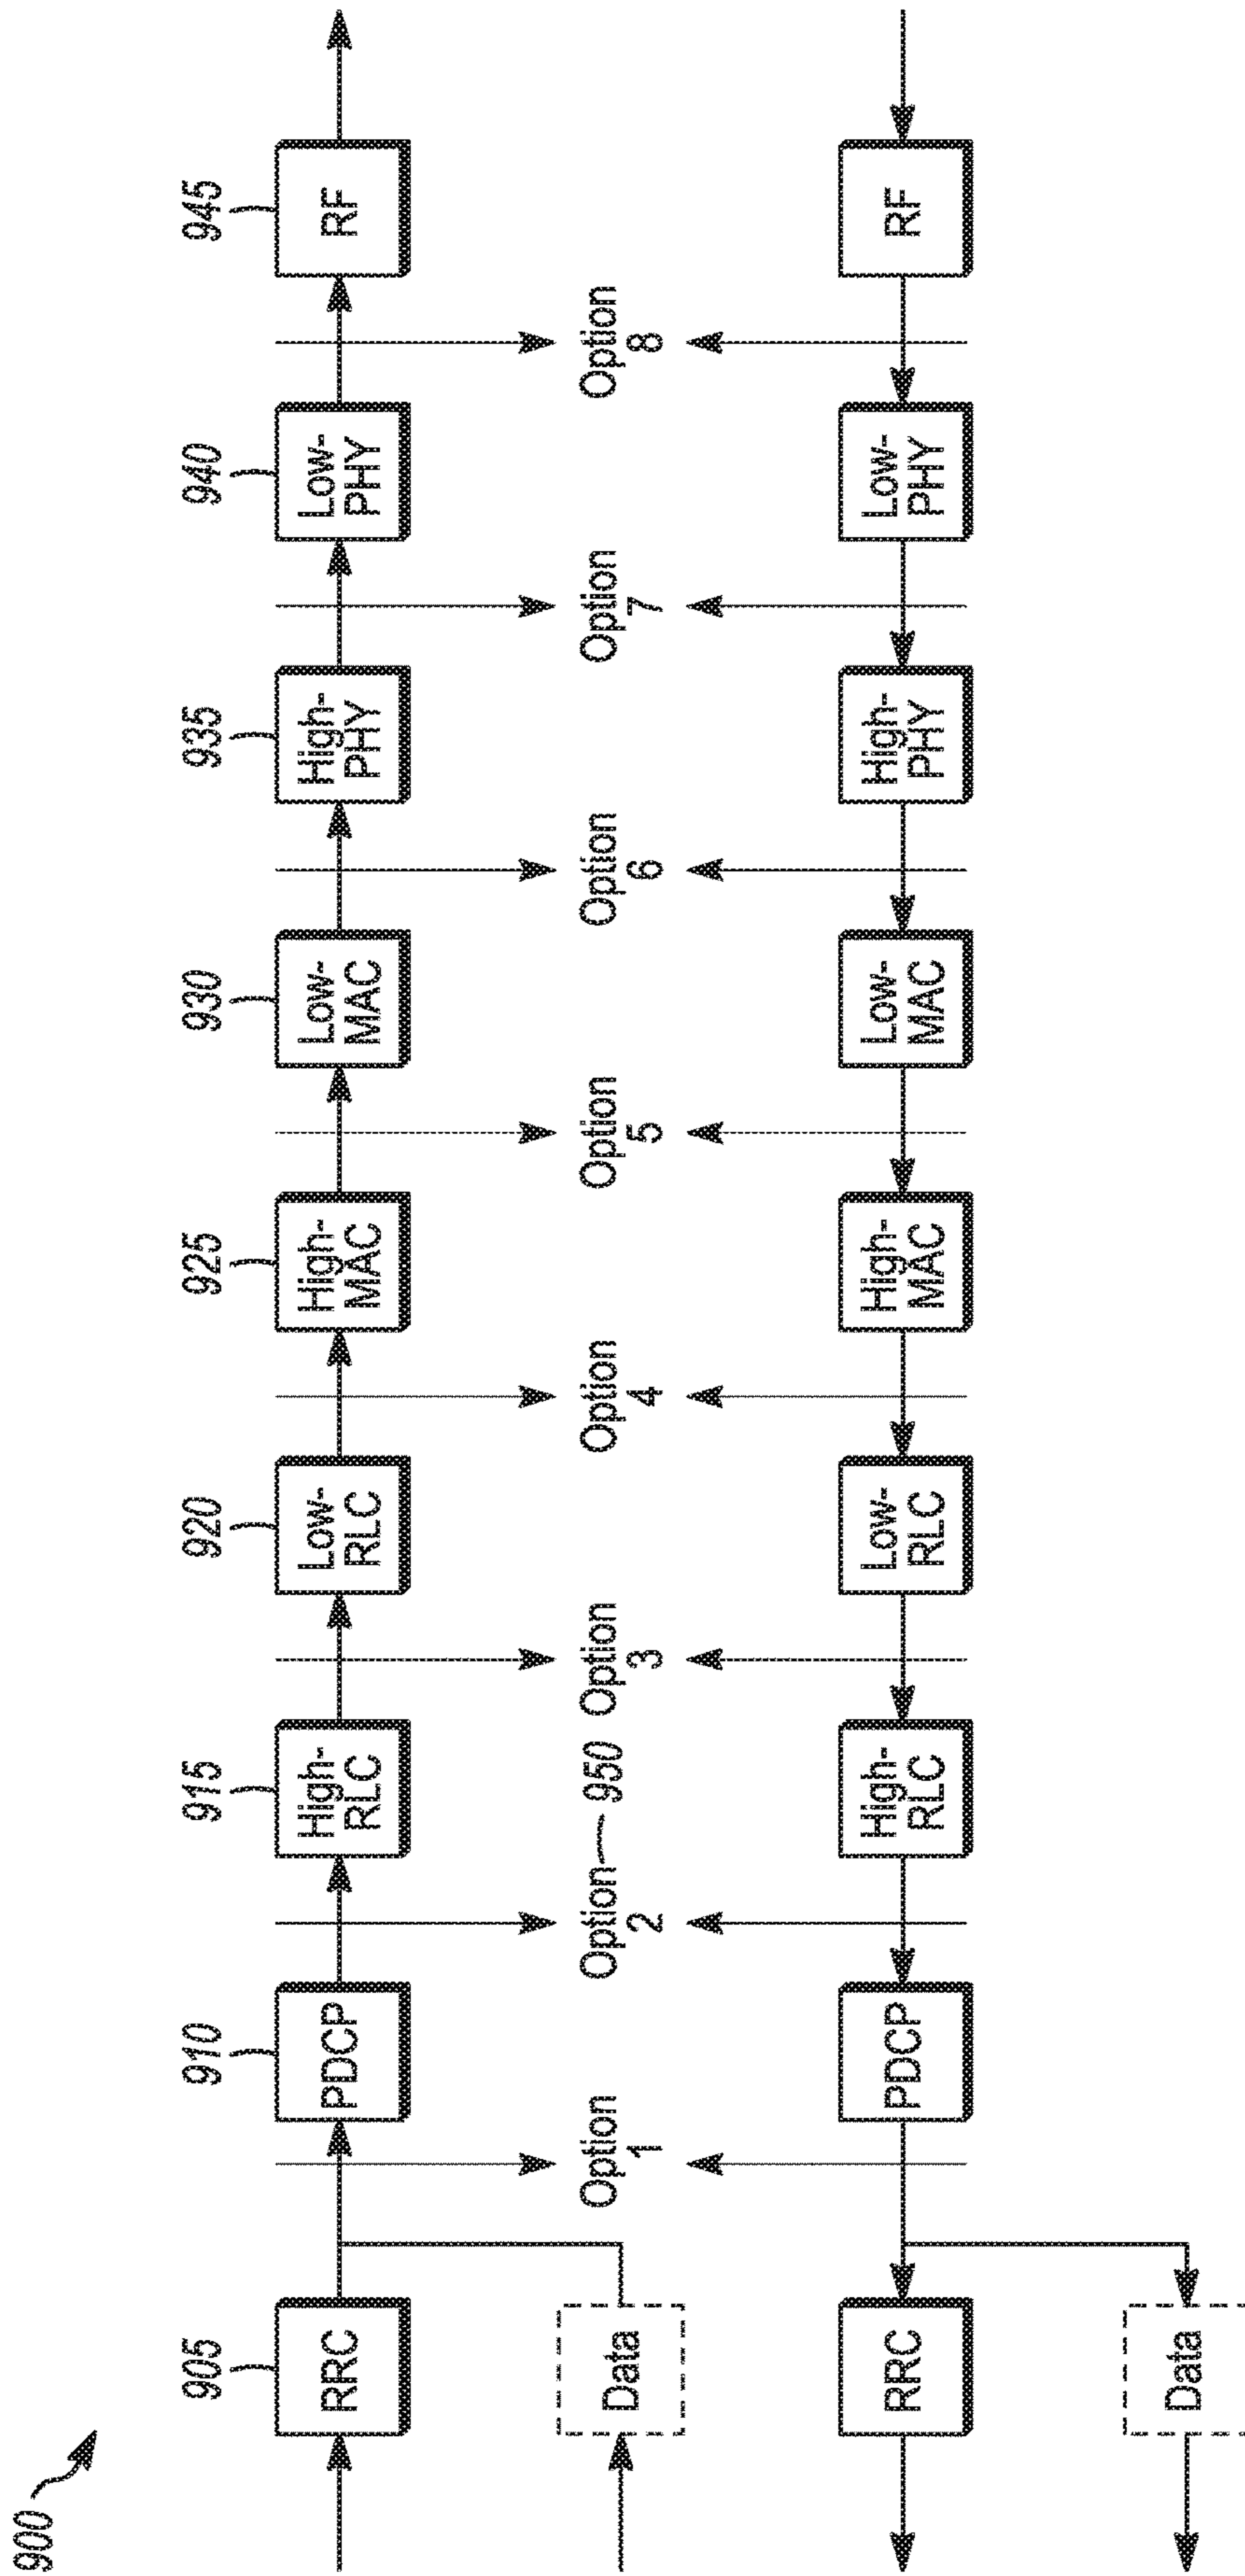 900
905
910
915
920
925
930
935
940
945
RRC
PDCP
High-
RLC
Low-
RLC
High-
MAC
Low-
MAC
High-
PHY
Low-
PHY
RF
Data
Option
1
Option
2
950
Option
3
Option
4
Option
5
Option
6
Option
7
Option
8
RRC
PDCP
High-
RLC
Low-
RLC
High-
MAC
Low-
MAC
High-
PHY
Low-
PHY
RF
Data